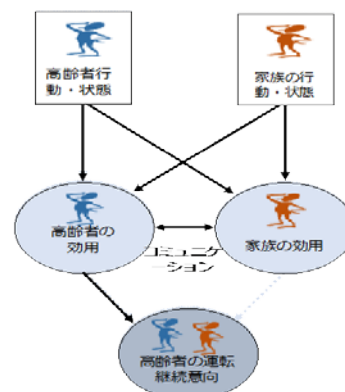 高齢者行
動・状態
家族の行
動・状態
高齢者の
効用
コミュニケ
ーション
家族の効用
高齢者の運転
継続意向